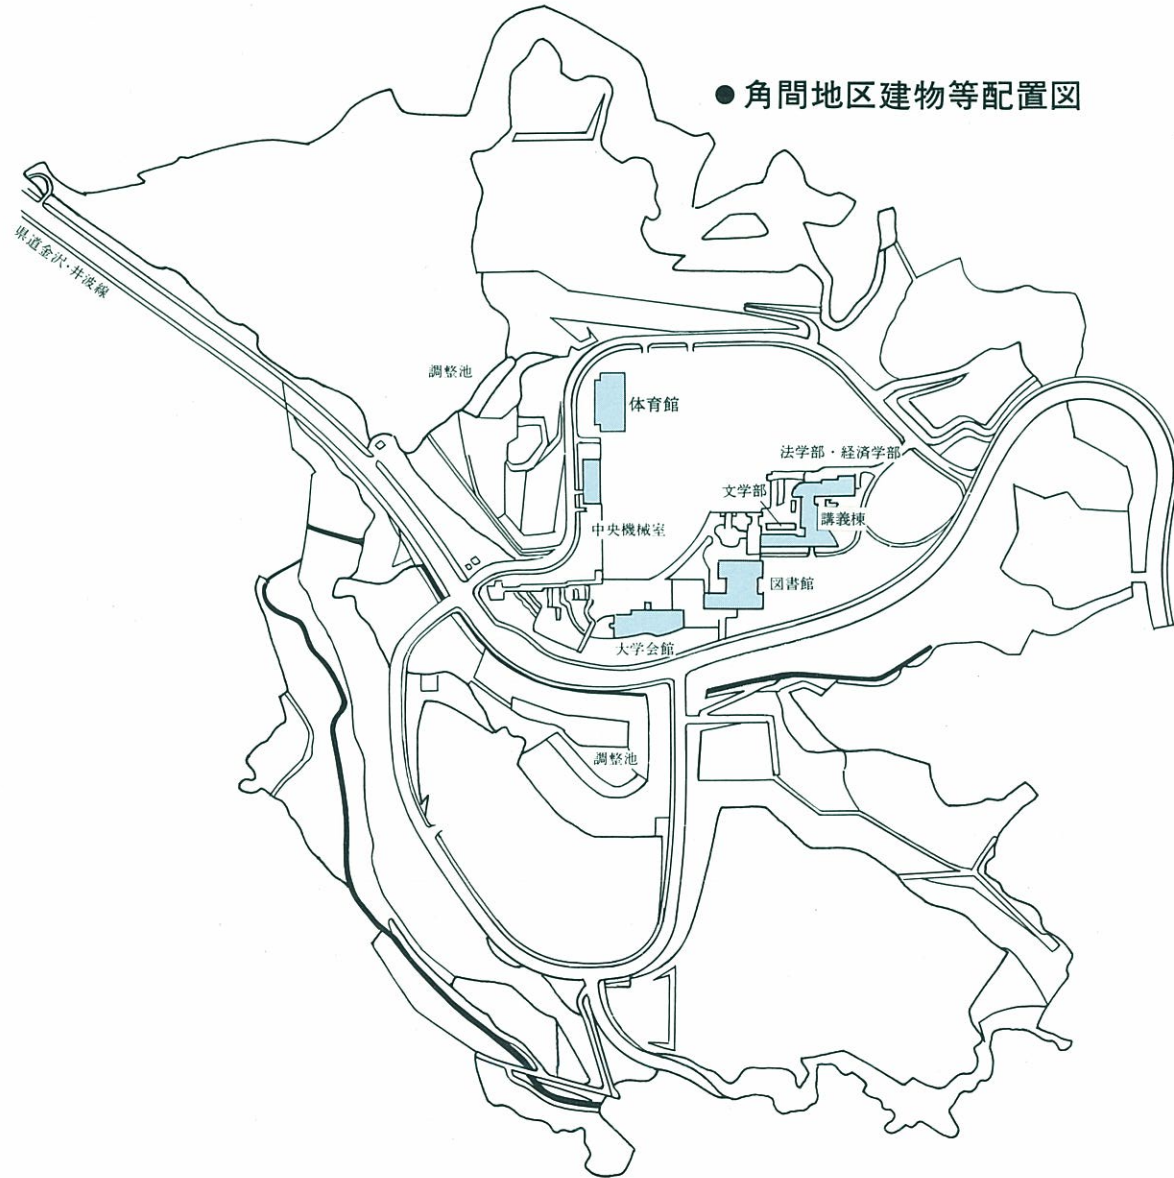 ●角間地区建物等配置図
県道金沢・井波線
調整池
体育館
法学部・経済学部
文学部
講義棟
中央機械室
図書館
大学会館
調整池